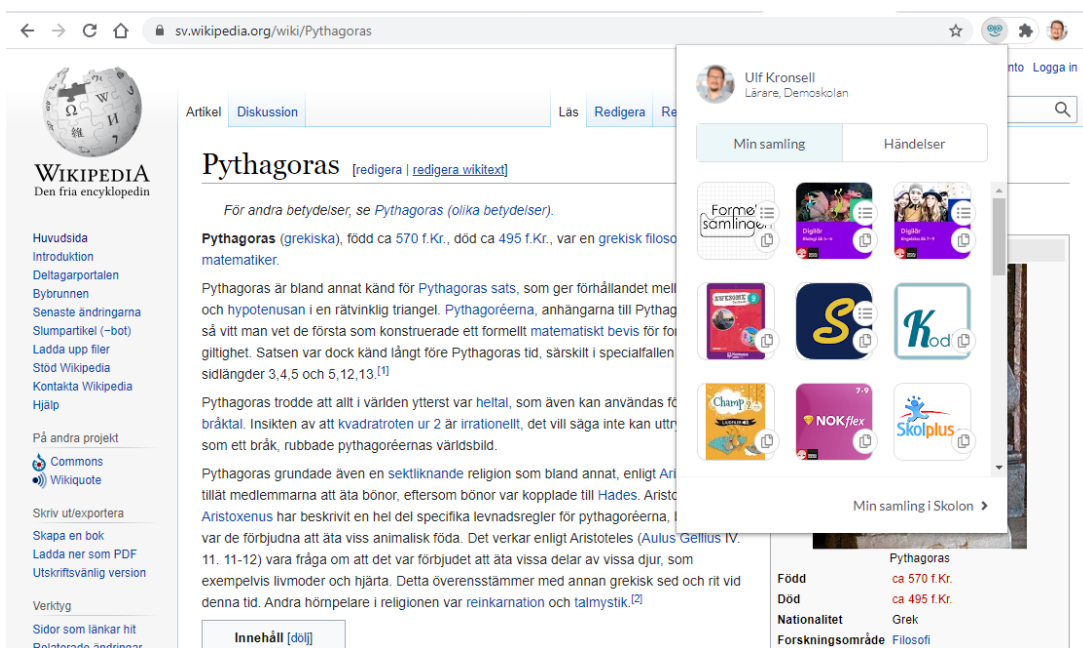 sv.wikipedia.org/wiki/Pythagoras
nto Logga in
Artikel Diskussion Läs Redigera Re
WIKIPEDIA
Den fria encyklopedin
Huvudsida
Introduktion
Deltagarportalen
Bybrunnen
Senaste ändringarna
Slumpartikel (−bot)
Ladda upp filer
Stöd Wikipedia
Kontakta Wikipedia
Hjälp
På andra projekt
Commons
Wikiquote
Skriv ut/exportera
Skapa en bok
Ladda ner som PDF
Utskriftsvänlig version
Verktyg
Sidor som länkar hit
Relaterade ändringar
Pythagoras [redigera | redigera wikitext]
För andra betydelser, se Pythagoras (olika betydelser).
Pythagoras (grekiska), född ca 570 f.Kr., död ca 495 f.Kr., var en grekisk filoso
matematiker.
Pythagoras är bland annat känd för Pythagoras sats, som ger förhållandet mell
och hypotenusan i en rätvinklig triangel. Pythagoréerna, anhängarna till Pythag
så vitt man vet de första som konstruerade ett formellt matematiskt bevis för for
giltighet. Satsen var dock känd långt före Pythagoras tid, särskilt i specialfallen
sidlängder 3,4,5 och 5,12,13.[1]
Pythagoras trodde att allt i världen ytterst var heltal, som även kan användas fö
bråktal. Insikten av att kvadratroten ur 2 är irrationellt, det vill säga inte kan uttry
som ett bråk, rubbade pythagoréernas världsbild.
Pythagoras grundade även en sektliknande religion som bland annat, enligt Ari
tillät medlemmarna att äta bönor, eftersom bönor var kopplade till Hades. Aristo
Aristoxenus har beskrivit en hel del specifika levnadsregler för pythagoréerna,
var de förbjudna att äta viss animalisk föda. Det verkar enligt Aristoteles (Aulus Gellius IV.
11. 11-12) vara fråga om att det var förbjudet att äta vissa delar av vissa djur, som
exempelvis livmoder och hjärta. Detta överensstämmer med annan grekisk sed och rit vid
denna tid. Andra hörnpelare i religionen var reinkarnation och talmystik.[2]
Innehåll [dölj]
Ulf Kronsell
Lärare, Demoskolan
Min samling Händelser
Formel
samlingen
Digilär
Biologi åk 7–9
Digilär
Engelska åk 7–9
AWESOME 9
S
Kod
Champ
NOKflex
7-9
Skolplus
Min samling i Skolon
Pythagoras
Född ca 570 f.Kr.
Död ca 495 f.Kr.
Nationalitet Grek
Forskningsområde Filosofi